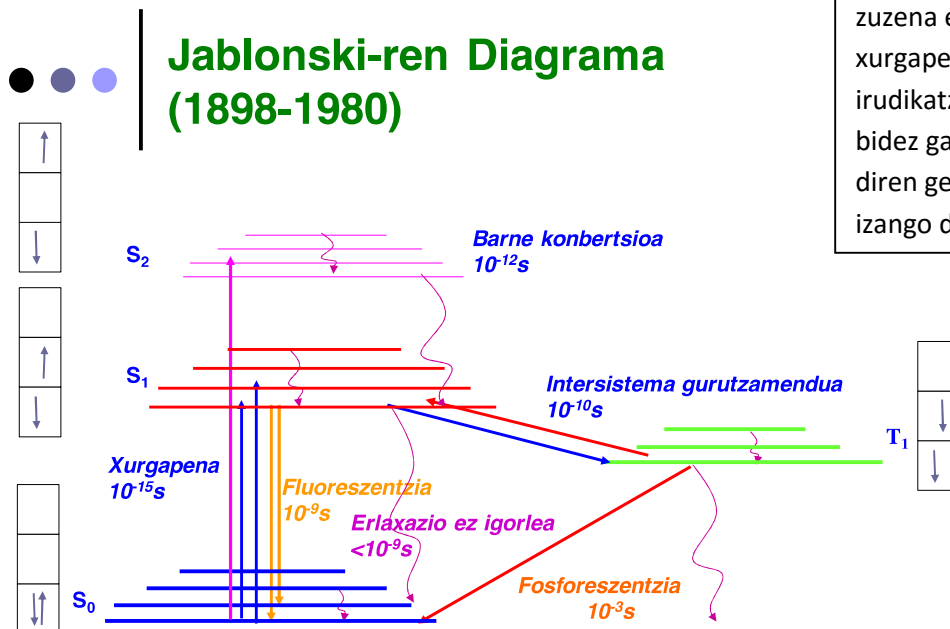 Jablonski-ren Diagrama
(1898-1980)
zuzena e
xurgape
irudikatz
bidez ga
diren ge
izango d
S2
Barne konbertsioa
10-12s
S1
Intersistema gurutzamendua
10-10s
T1
Xurgapena
10-15s
Fluoreszentzia
10-9s
Erlaxazio ez igorlea
<10-9s
Fosforeszentzia
10-3s
S0